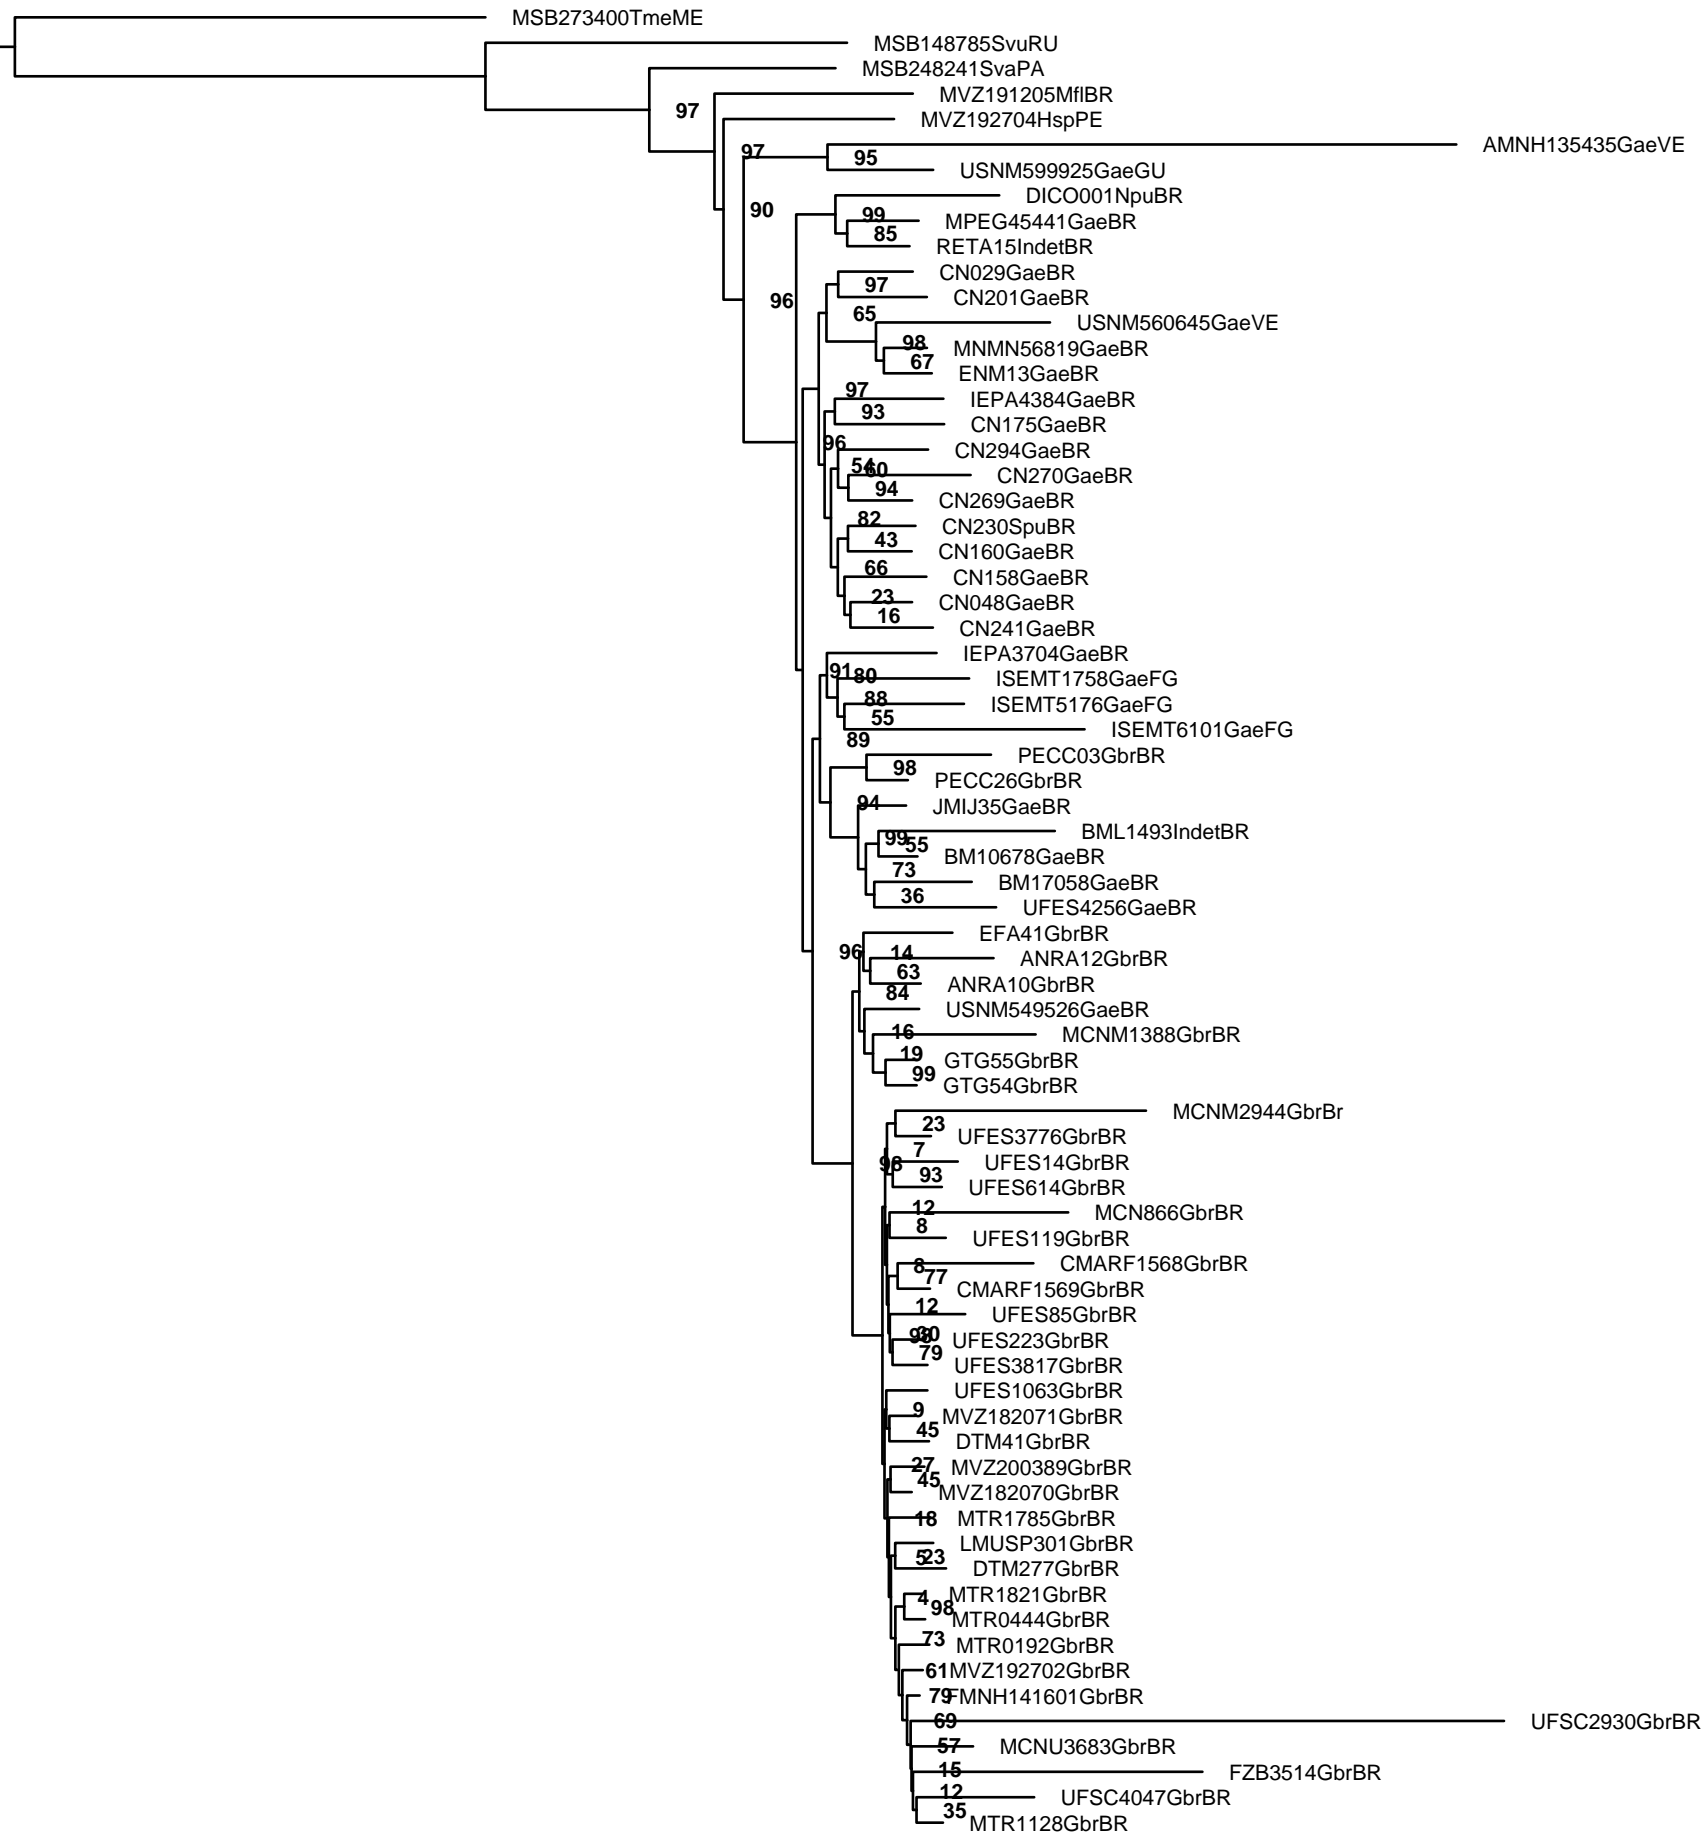 MSB273400TmeME
MSB148785SvuRU
MSB248241SvaPA
MVZ191205MflBR
97
MVZ192704HspPE
AMNH135435GaeVE
97
95
USNM599925GaeGU
DICO001NpuBR
90
99
MPEG45441GaeBR
85
RETA15IndetBR
CN029GaeBR
97
CN201GaeBR
96
65
USNM560645GaeVE
98
MNMN56819GaeBR
67
ENM13GaeBR
97
IEPA4384GaeBR
93
CN175GaeBR
96
CN294GaeBR
54
60
CN270GaeBR
94
CN269GaeBR
82
CN230SpuBR
43
CN160GaeBR
66
CN158GaeBR
23
CN048GaeBR
16
CN241GaeBR
IEPA3704GaeBR
91
80
ISEMT1758GaeFG
88
ISEMT5176GaeFG
55
ISEMT6101GaeFG
89
PECC03GbrBR
98
PECC26GbrBR
94
JMIJ35GaeBR
BML1493IndetBR
99
55
BM10678GaeBR
73
BM17058GaeBR
36
UFES4256GaeBR
EFA41GbrBR
96
14
ANRA12GbrBR
63
ANRA10GbrBR
84
USNM549526GaeBR
16
MCNM1388GbrBR
19
GTG55GbrBR
99
GTG54GbrBR
MCNM2944GbrBr
23
UFES3776GbrBR
7
98
UFES14GbrBR
93
UFES614GbrBR
12
MCN866GbrBR
8
UFES119GbrBR
8
CMARF1568GbrBR
77
CMARF1569GbrBR
12
UFES85GbrBR
98
30
UFES223GbrBR
79
UFES3817GbrBR
UFES1063GbrBR
9
MVZ182071GbrBR
45
DTM41GbrBR
27
MVZ200389GbrBR
45
MVZ182070GbrBR
18
MTR1785GbrBR
LMUSP301GbrBR
5
23
DTM277GbrBR
4
MTR1821GbrBR
98
MTR0444GbrBR
73
MTR0192GbrBR
61
MVZ192702GbrBR
79
FMNH141601GbrBR
69
UFSC2930GbrBR
57
MCNU3683GbrBR
15
FZB3514GbrBR
12
UFSC4047GbrBR
35
MTR1128GbrBR